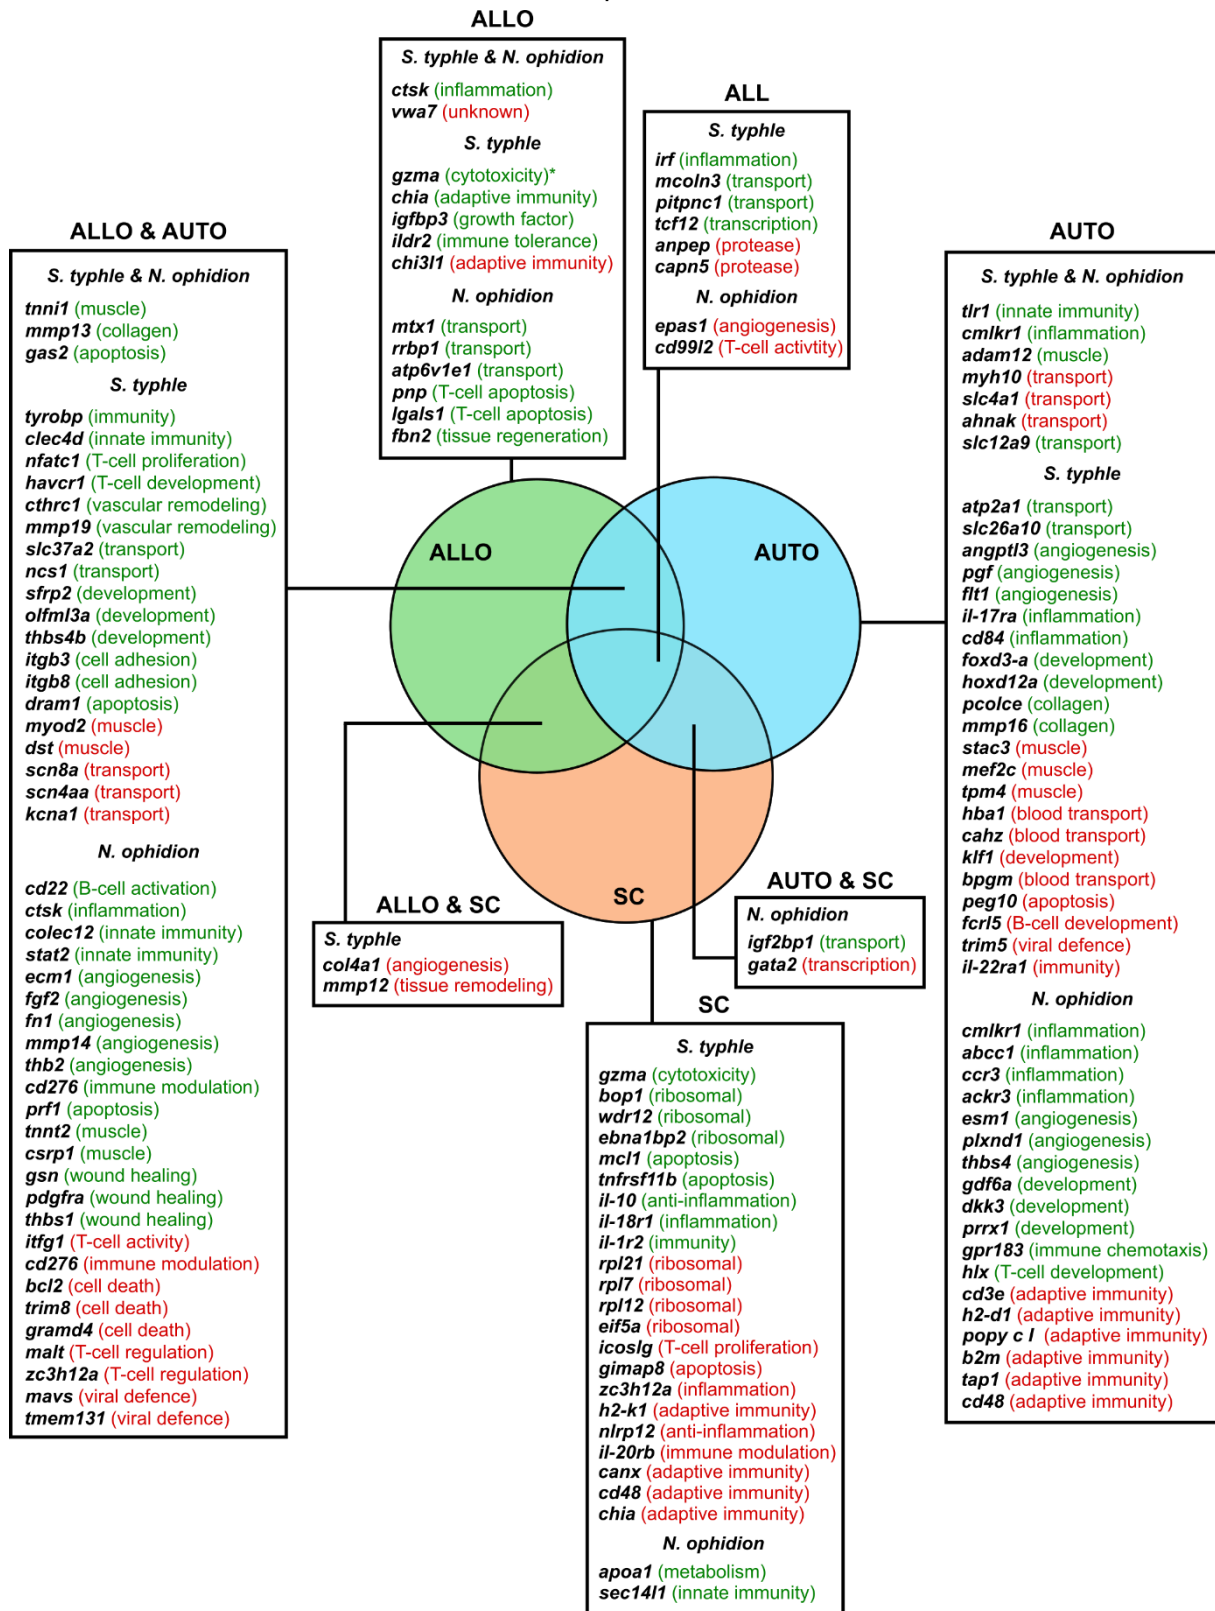 ALLO
S. typhle & N. ophidion
ctsk (inflammation)
vwa7 (unknown)
S. typhle
gzma (cytotoxicity)*
chia (adaptive immunity)
igfbp3 (growth factor)
ildr2 (immune tolerance)
chi3l1 (adaptive immunity)
N. ophidion
mtx1 (transport)
rrbp1 (transport)
atp6v1e1 (transport)
pnp (T-cell apoptosis)
lgals1 (T-cell apoptosis)
fbn2 (tissue regeneration)
ALL
S. typhle
irf (inflammation)
mcoln3 (transport)
pitpnc1 (transport)
tcf12 (transcription)
anpep (protease)
capn5 (protease)
N. ophidion
epas1 (angiogenesis)
cd99l2 (T-cell activtity)
ALLO & AUTO
S. typhle & N. ophidion
tnni1 (muscle)
mmp13 (collagen)
gas2 (apoptosis)
S. typhle
tyrobp (immunity)
clec4d (innate immunity)
nfatc1 (T-cell proliferation)
havcr1 (T-cell development)
cthrc1 (vascular remodeling)
mmp19 (vascular remodeling)
slc37a2 (transport)
ncs1 (transport)
sfrp2 (development)
olfml3a (development)
thbs4b (development)
itgb3 (cell adhesion)
itgb8 (cell adhesion)
dram1 (apoptosis)
myod2 (muscle)
dst (muscle)
scn8a (transport)
scn4aa (transport)
kcna1 (transport)
N. ophidion
cd22 (B-cell activation)
ctsk (inflammation)
colec12 (innate immunity)
stat2 (innate immunity)
ecm1 (angiogenesis)
fgf2 (angiogenesis)
fn1 (angiogenesis)
mmp14 (angiogenesis)
thb2 (angiogenesis)
cd276 (immune modulation)
prf1 (apoptosis)
tnnt2 (muscle)
csrp1 (muscle)
gsn (wound healing)
pdgfra (wound healing)
thbs1 (wound healing)
itfg1 (T-cell activity)
cd276 (immune modulation)
bcl2 (cell death)
trim8 (cell death)
gramd4 (cell death)
malt (T-cell regulation)
zc3h12a (T-cell regulation)
mavs (viral defence)
tmem131 (viral defence)
AUTO
S. typhle & N. ophidion
tlr1 (innate immunity)
cmlkr1 (inflammation)
adam12 (muscle)
myh10 (transport)
slc4a1 (transport)
ahnak (transport)
slc12a9 (transport)
S. typhle
atp2a1 (transport)
slc26a10 (transport)
angptl3 (angiogenesis)
pgf (angiogenesis)
flt1 (angiogenesis)
il-17ra (inflammation)
cd84 (inflammation)
foxd3-a (development)
hoxd12a (development)
pcolce (collagen)
mmp16 (collagen)
stac3 (muscle)
mef2c (muscle)
tpm4 (muscle)
hba1 (blood transport)
cahz (blood transport)
klf1 (development)
bpgm (blood transport)
peg10 (apoptosis)
fcrl5 (B-cell development)
trim5 (viral defence)
il-22ra1 (immunity)
N. ophidion
cmlkr1 (inflammation)
abcc1 (inflammation)
ccr3 (inflammation)
ackr3 (inflammation)
esm1 (angiogenesis)
plxnd1 (angiogenesis)
thbs4 (angiogenesis)
gdf6a (development)
dkk3 (development)
prrx1 (development)
gpr183 (immune chemotaxis)
hlx (T-cell development)
cd3e (adaptive immunity)
h2-d1 (adaptive immunity)
popy c l (adaptive immunity)
b2m (adaptive immunity)
tap1 (adaptive immunity)
cd48 (adaptive immunity)
ALLO
AUTO
SC
ALLO & SC
S. typhle
col4a1 (angiogenesis)
mmp12 (tissue remodeling)
AUTO & SC
N. ophidion
igf2bp1 (transport)
gata2 (transcription)
SC
S. typhle
gzma (cytotoxicity)
bop1 (ribosomal)
wdr12 (ribosomal)
ebna1bp2 (ribosomal)
mcl1 (apoptosis)
tnfrsf11b (apoptosis)
il-10 (anti-inflammation)
il-18r1 (inflammation)
il-1r2 (immunity)
rpl21 (ribosomal)
rpl7 (ribosomal)
rpl12 (ribosomal)
eif5a (ribosomal)
icoslg (T-cell proliferation)
gimap8 (apoptosis)
zc3h12a (inflammation)
h2-k1 (adaptive immunity)
nlrp12 (anti-inflammation)
il-20rb (immune modulation)
canx (adaptive immunity)
cd48 (adaptive immunity)
chia (adaptive immunity)
N. ophidion
apoa1 (metabolism)
sec14l1 (innate immunity)